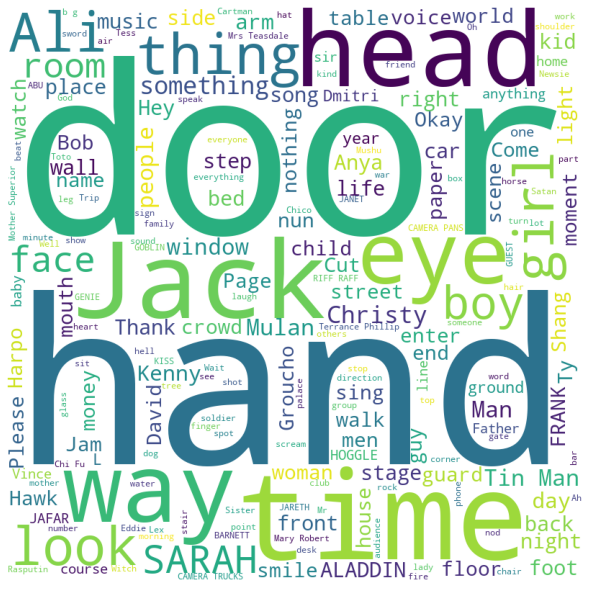 b g
Cartman
Tess
hat
work
shoulder
Ali
music
side
arm
table
voice
world
sword
air
Mrs Teasdale
Oh
Newsie
thing
head
kid
home
room
ABU
God
speak
friend
sir
kind
something
song
Dmitri
right
anything
watch
place
Hey
Okay
light
door
beat
Toto
Bob
wall
name
people
everyone
step
everything
nothing
year
Anya
life
Mushu
war
box
car
paper
one
Come
scene
horse
part
Satan
moment
Mother Superior
leg
Trip
sign
family
bed
nun
Chico
JANET
CAMERA PANS
turn
lot
girl
minute
Well
show
sound
GOBLIN
window
child
Cut
GUEST
face
Jack
eye
boy
baby
mouth
GENIE
laugh
Page
RIFF RAFF
street
hair
someone
Christy
Thank
crowd
Mulan
Terrance Phillip
others
enter
end
Shang
heart
hand
Please
Harpo
sit
hell
KISS
Wait
see
shot
stop
direction
top
line
word
ground
money
Kenny
tree
palace
Groucho
sing
group
Man
Ty
glass
David
soldier
finger
spot
walk
men
guy
Father
gate
FRANK
Jam
L
dog
scream
HOGGLE
corner
bar
Vince
Chi Fu
mother
way
water
woman
stage
guard
Tin Man
Hawk
club
rock
phone
Ah
time
day
JAFAR
number
Eddie
Lex
Sister
JARETH
Mr
house
front
back
morning
point
audience
night
look
stair
BARNETT
Mary Robert
desk
nod
SARAH
smile
ALADDIN
floor
foot
Rasputin
course
Witch
CAMERA TRUCKS
lady
fire
chair